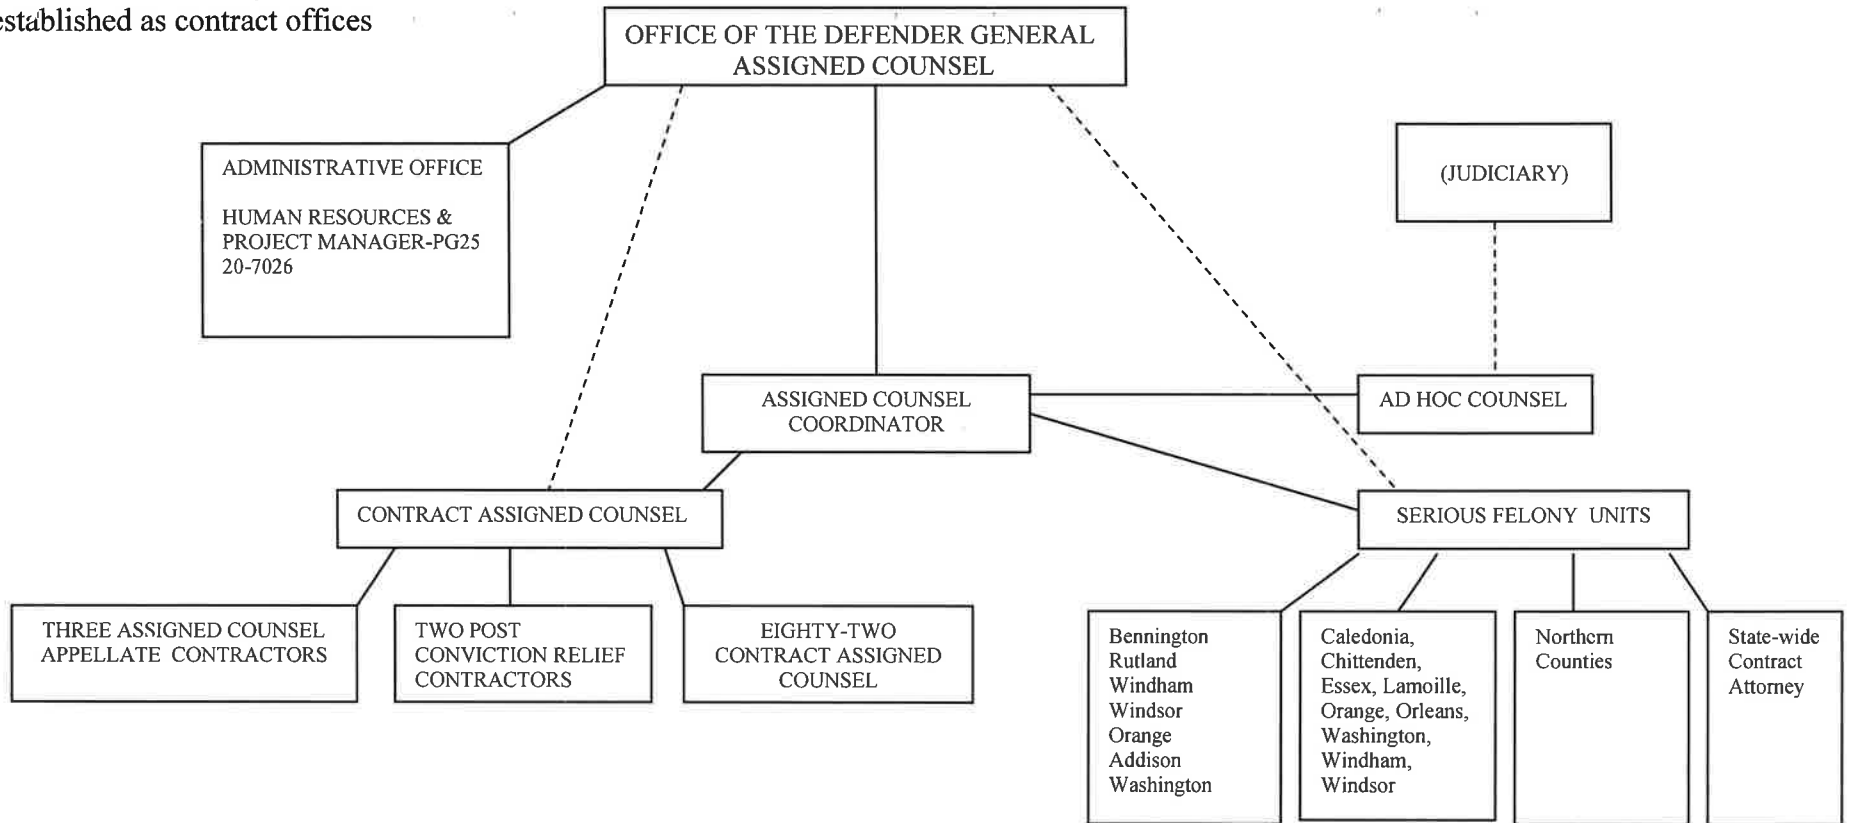 established as contract offices
OFFICE OF THE DEFENDER GENERAL
ASSIGNED COUNSEL
ADMINISTRATIVE OFFICE
HUMAN RESOURCES &
PROJECT MANAGER-PG25
20-7026
(JUDICIARY)
ASSIGNED COUNSEL
COORDINATOR
AD HOC COUNSEL
CONTRACT ASSIGNED COUNSEL
SERIOUS FELONY UNITS
THREE ASSIGNED COUNSEL
APPELLATE CONTRACTORS
TWO POST
CONVICTION RELIEF
CONTRACTORS
EIGHTY-TWO
CONTRACT ASSIGNED
COUNSEL
Bennington
Rutland
Windham
Windsor
Orange
Addison
Washington
Caledonia,
Chittenden,
Essex, Lamoille,
Orange, Orleans,
Washington,
Windham,
Windsor
Northern
Counties
State-wide
Contract
Attorney